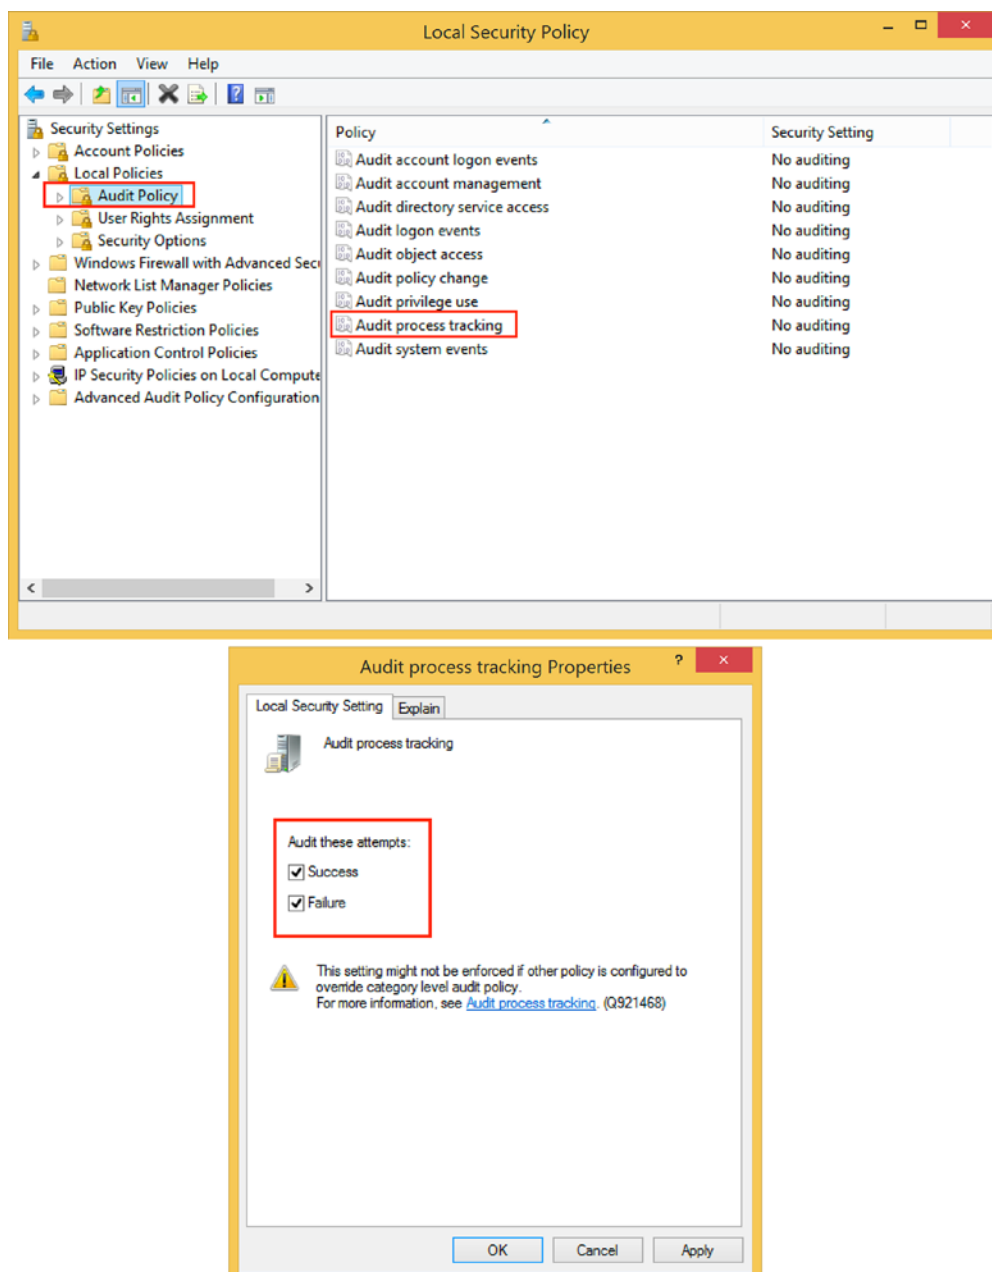 Local Security Policy
File Action View Help
Security Settings
Account Policies
Local Policies
Audit Policy
User Rights Assignment
Security Options
Windows Firewall with Advanced Secu
Network List Manager Policies
Public Key Policies
Software Restriction Policies
Application Control Policies
IP Security Policies on Local Compute
Advanced Audit Policy Configuration
Policy Security Setting
Audit account logon events No auditing
Audit account management No auditing
Audit directory service access No auditing
Audit logon events No auditing
Audit object access No auditing
Audit policy change No auditing
Audit privilege use No auditing
Audit process tracking No auditing
Audit system events No auditing
Audit process tracking Properties
Local Security Setting Explain
Audit process tracking
Audit these attempts:
Success
Failure
This setting might not be enforced if other policy is configured to
override category level audit policy.
For more information, see Audit process tracking. (Q921468)
OK Cancel Apply